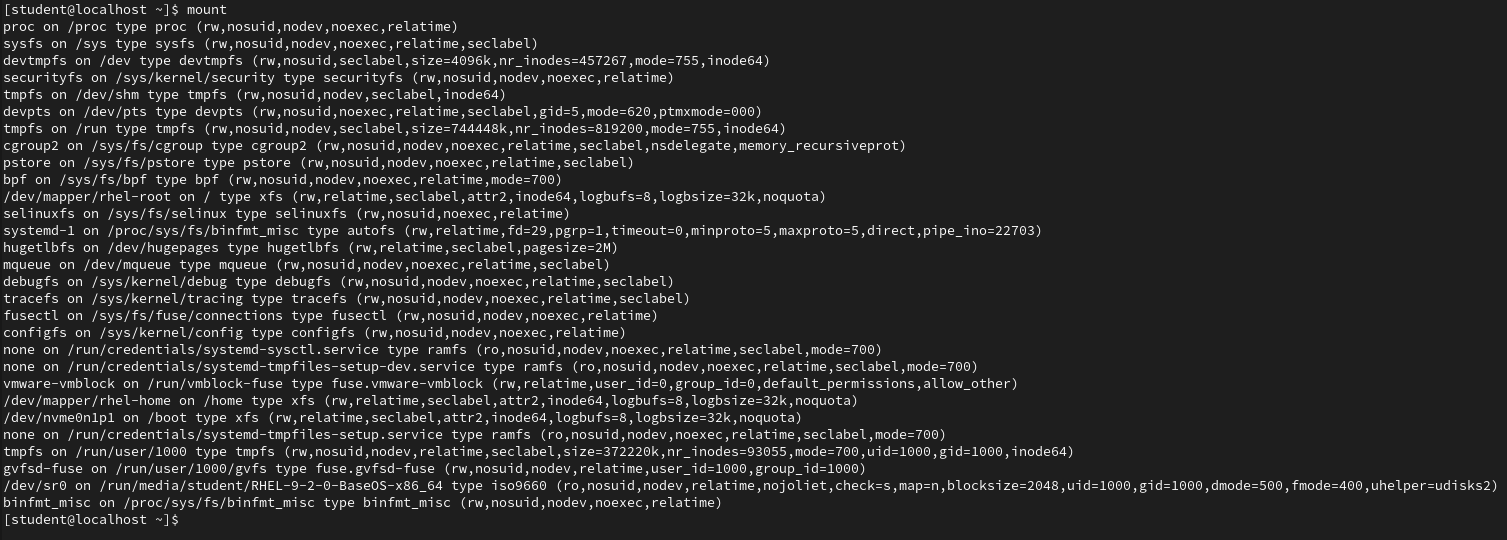 [student@localhost ~]$ mount
proc on /proc type proc (rw,nosuid,nodev,noexec,relatime)
sysfs on /sys type sysfs (rw,nosuid,nodev,noexec,relatime,seclabel)
devtmpfs on /dev type devtmpfs (rw,nosuid,seclabel,size=4096k,nr_inodes=457267,mode=755,inode64)
securityfs on /sys/kernel/security type securityfs (rw,nosuid,nodev,noexec,relatime)
tmpfs on /dev/shm type tmpfs (rw,nosuid,nodev,seclabel,inode64)
devpts on /dev/pts type devpts (rw,nosuid,noexec,relatime,seclabel,gid=5,mode=620,ptmxmode=000)
tmpfs on /run type tmpfs (rw,nosuid,nodev,seclabel,size=744448k,nr_inodes=819200,mode=755,inode64)
cgroup2 on /sys/fs/cgroup type cgroup2 (rw,nosuid,nodev,noexec,relatime,seclabel,nsdelegate,memory_recursiveprot)
pstore on /sys/fs/pstore type pstore (rw,nosuid,nodev,noexec,relatime,seclabel)
bpf on /sys/fs/bpf type bpf (rw,nosuid,nodev,noexec,relatime,mode=700)
/dev/mapper/rhel-root on / type xfs (rw,relatime,seclabel,attr2,inode64,logbufs=8,logbsize=32k,noquota)
selinuxfs on /sys/fs/selinux type selinuxfs (rw,nosuid,noexec,relatime)
systemd-1 on /proc/sys/fs/binfmt_misc type autofs (rw,relatime,fd=29,pgrp=1,timeout=0,minproto=5,maxproto=5,direct,pipe_ino=22703)
hugetlbfs on /dev/hugepages type hugetlbfs (rw,relatime,seclabel,pagesize=2M)
mqueue on /dev/mqueue type mqueue (rw,nosuid,nodev,noexec,relatime,seclabel)
debugfs on /sys/kernel/debug type debugfs (rw,nosuid,nodev,noexec,relatime,seclabel)
tracefs on /sys/kernel/tracing type tracefs (rw,nosuid,nodev,noexec,relatime,seclabel)
fusectl on /sys/fs/fuse/connections type fusectl (rw,nosuid,nodev,noexec,relatime)
configfs on /sys/kernel/config type configfs (rw,nosuid,nodev,noexec,relatime)
none on /run/credentials/systemd-sysctl.service type ramfs (ro,nosuid,nodev,noexec,relatime,seclabel,mode=700)
none on /run/credentials/systemd-tmpfiles-setup-dev.service type ramfs (ro,nosuid,nodev,noexec,relatime,seclabel,mode=700)
vmware-vmblock on /run/vmblock-fuse type fuse.vmware-vmblock (rw,relatime,user_id=0,group_id=0,default_permissions,allow_other)
/dev/mapper/rhel-home on /home type xfs (rw,relatime,seclabel,attr2,inode64,logbufs=8,logbsize=32k,noquota)
/dev/nvme0n1p1 on /boot type xfs (rw,relatime,seclabel,attr2,inode64,logbufs=8,logbsize=32k,noquota)
none on /run/credentials/systemd-tmpfiles-setup.service type ramfs (ro,nosuid,nodev,noexec,relatime,seclabel,mode=700)
tmpfs on /run/user/1000 type tmpfs (rw,nosuid,nodev,relatime,seclabel,size=372220k,nr_inodes=93055,mode=700,uid=1000,gid=1000,inode64)
gvfsd-fuse on /run/user/1000/gvfs type fuse.gvfsd-fuse (rw,nosuid,nodev,relatime,user_id=1000,group_id=1000)
/dev/sr0 on /run/media/student/RHEL-9-2-0-BaseOS-x86_64 type iso9660 (ro,nosuid,nodev,relatime,nojoliet,check=s,map=n,blocksize=2048,uid=1000,gid=1000,dmode=500,fmode=400,uhelper=udisks2)
binfmt_misc on /proc/sys/fs/binfmt_misc type binfmt_misc (rw,nosuid,nodev,noexec,relatime)
[student@localhost ~]$